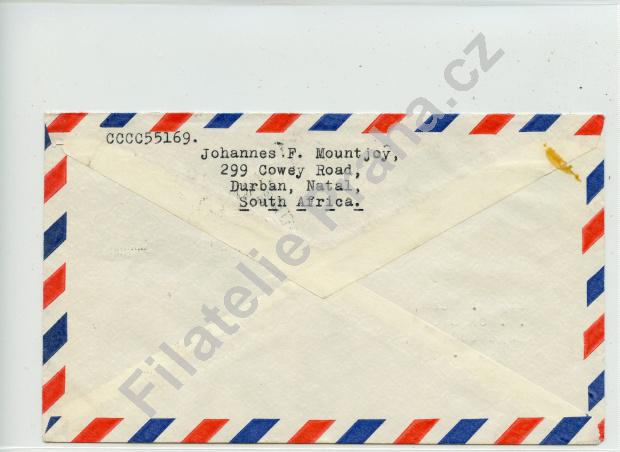 CCCC55169.
Johannes F. Mountjoy,
299 Cowey Road,
Durban, Natal,
South Africa.
Filatelie Praha.cz